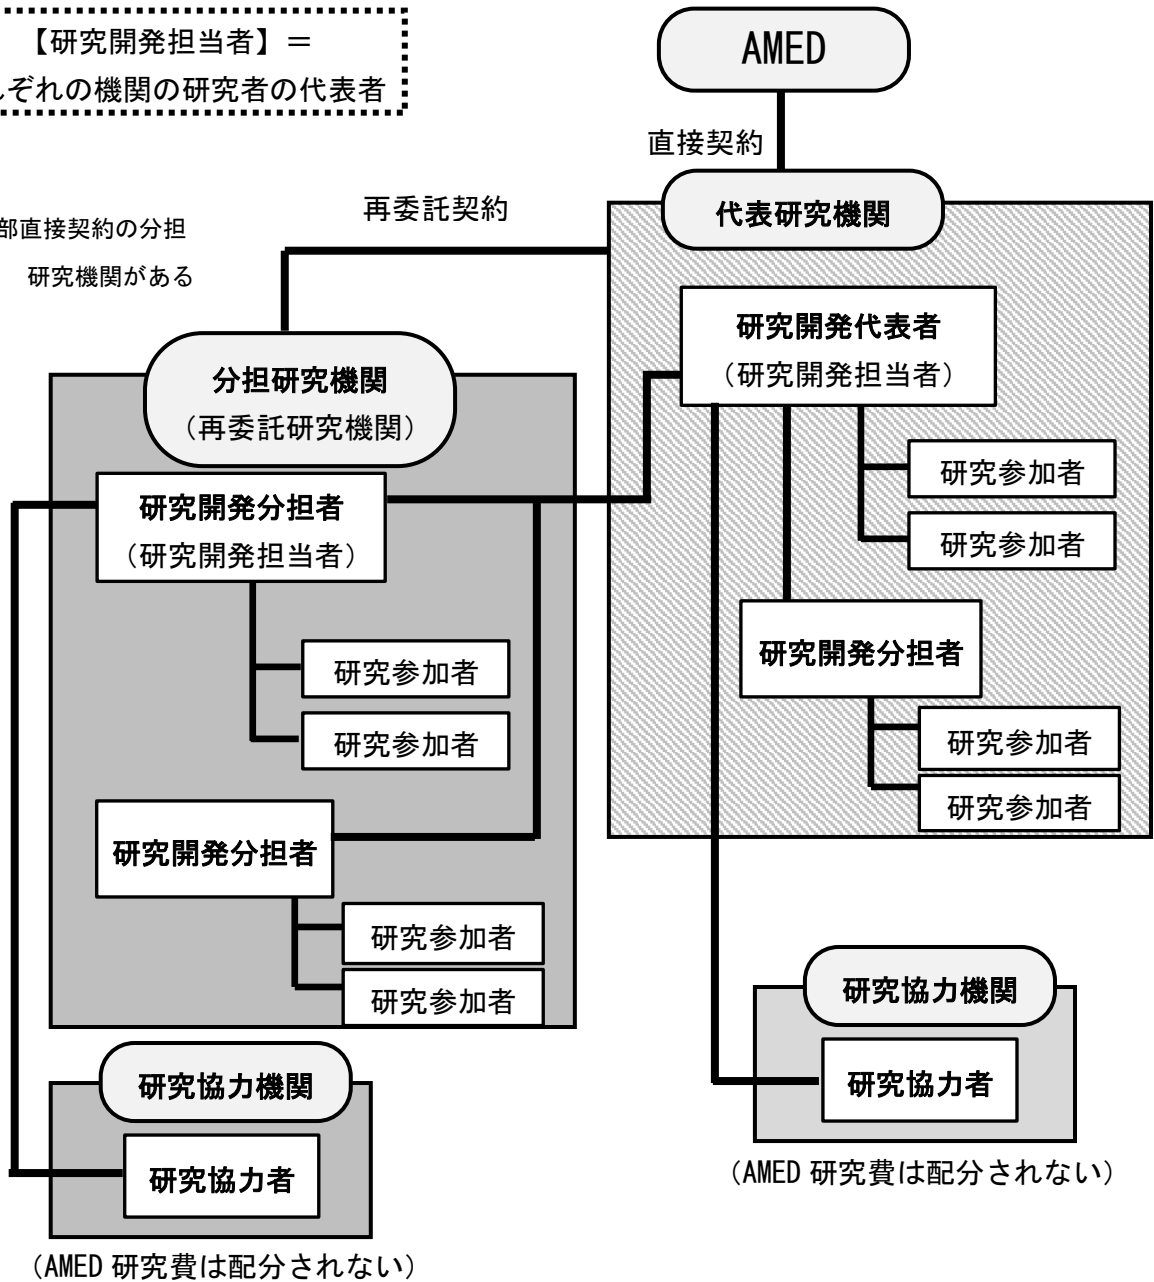 【研究開発担当者】＝
ぞれの機関の研究者の代表者
AMED
直接契約
代表研究機関
再委託契約
部直接契約の分担
研究機関がある
研究開発代表者
（研究開発担当者）
研究参加者
研究参加者
研究開発分担者
研究参加者
研究参加者
分担研究機関
（再委託研究機関）
研究開発分担者
（研究開発担当者）
研究参加者
研究参加者
研究開発分担者
研究参加者
研究参加者
研究協力機関
研究協力者
（AMED 研究費は配分されない）
研究協力機関
研究協力者
（AMED 研究費は配分されない）